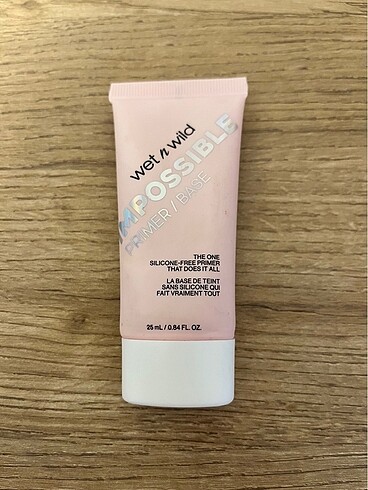 wet n wild
IMPOSSIBLE
PRIMER / BASE
THE ONE
SILICONE-FREE PRIMER
THAT DOES IT ALL
LA BASE DE TEINT
SANS SILICONE QUI
FAIT VRAIMENT TOUT
25 mL / 0.84 FL. OZ.